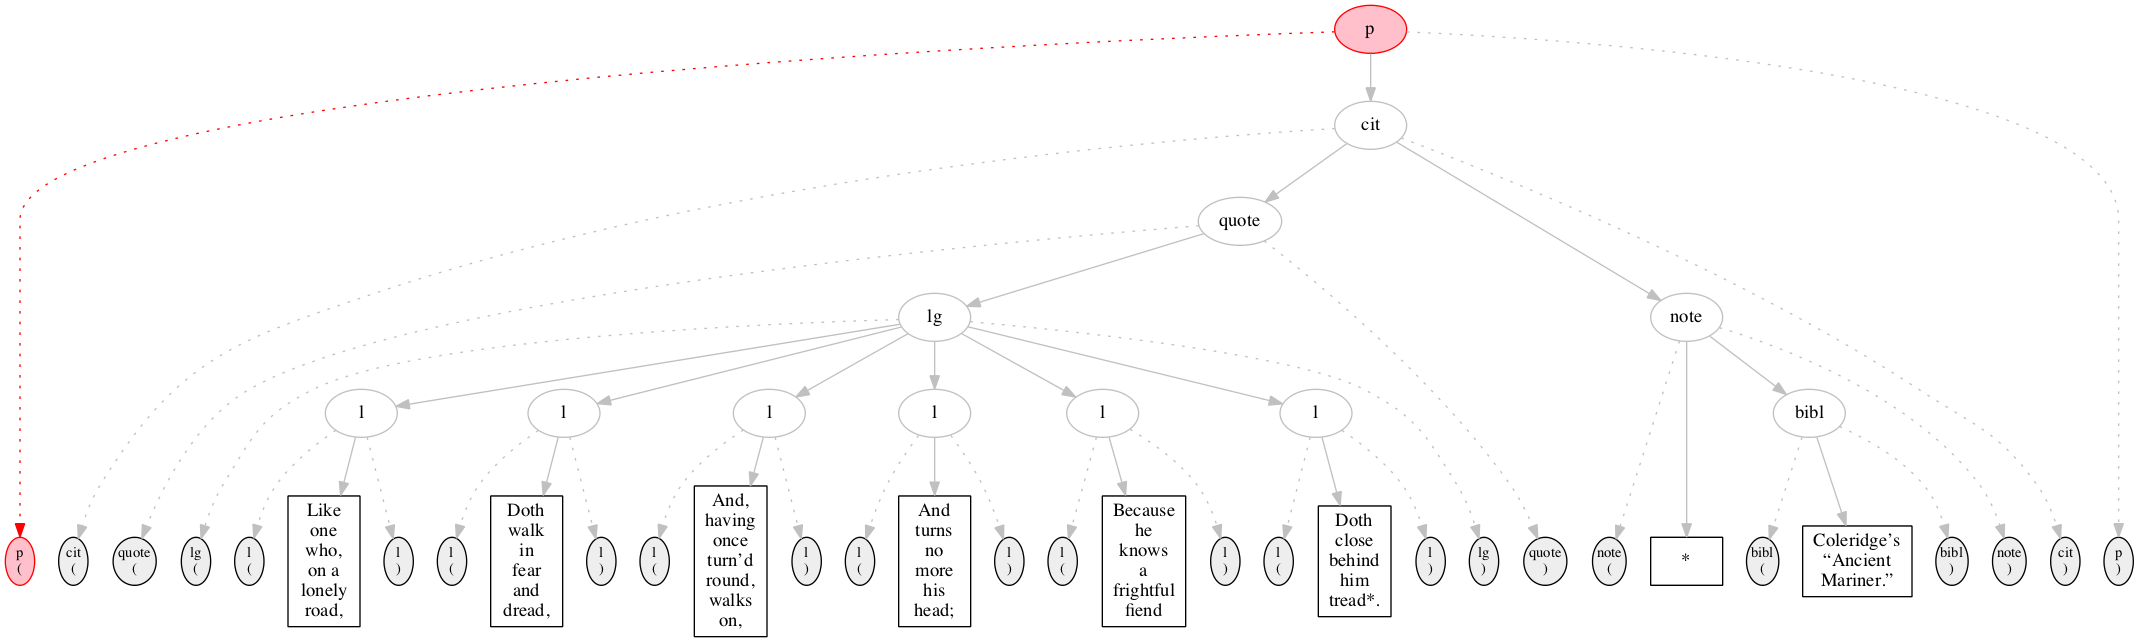 p
cit
quote
lg
note
l
l
l
l
l
l
bibl
p
(
cit
(
quote
(
lg
(
l
(
Like
one
who,
on a
lonely
road,
l
)
l
(
Doth
walk
in
fear
and
dread,
l
)
l
(
And,
having
once
turn’d
round,
walks
on,
l
)
l
(
And
turns
no
more
his
head;
l
)
l
(
Because
he
knows
a
frightful
fiend
l
)
l
(
Doth
close
behind
him
tread*.
l
)
lg
)
quote
)
note
(
*
bibl
(
Coleridge’s
“Ancient
Mariner.”
bibl
)
note
)
cit
)
p
)